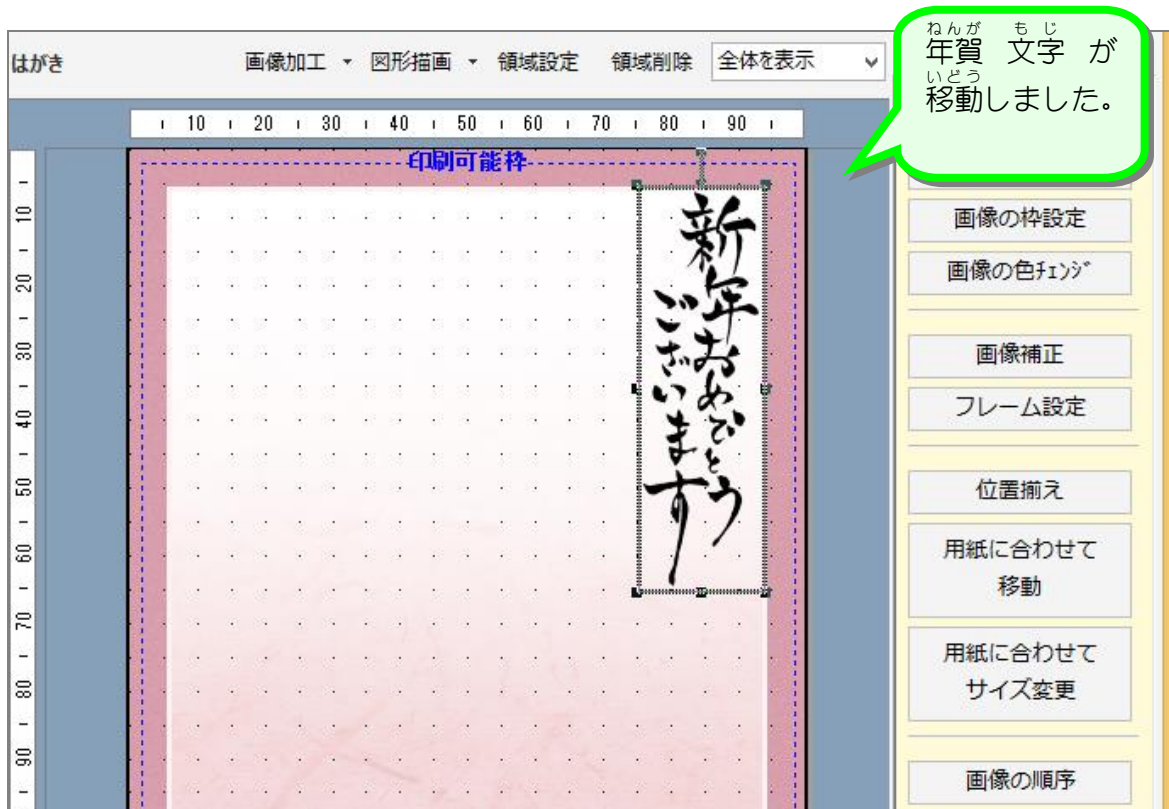 はがき
画像加工
図形描画
領域設定
領域削除
全体を表示
ねんが もじ
年賀 文字 が
いどう
移動しました。
10 20 30 40 50 60 70 80 90
印刷可能枠
10
20
30
40
50
60
70
80
90
新年おめでとう
ございます
画像の枠設定
画像の色ﾁｪﾝｼﾞ
画像補正
フレーム設定
位置揃え
用紙に合わせて
移動
用紙に合わせて
サイズ変更
画像の順序